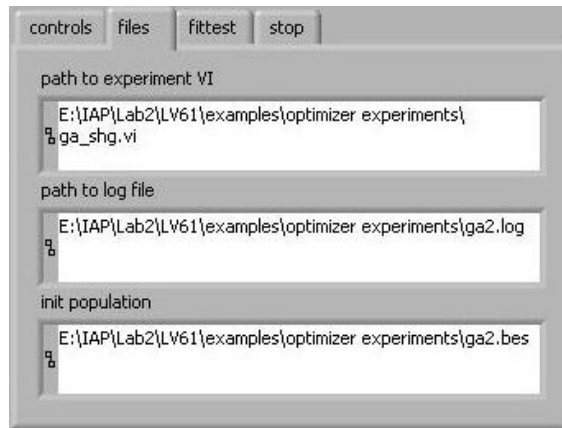 controls files fittest stop
path to experiment VI
E:\IAP\Lab2\LV61\examples\optimizer experiments\
ga_shg.vi
path to log file
E:\IAP\Lab2\LV61\examples\optimizer experiments\ga2.log
init population
E:\IAP\Lab2\LV61\examples\optimizer experiments\ga2.bes